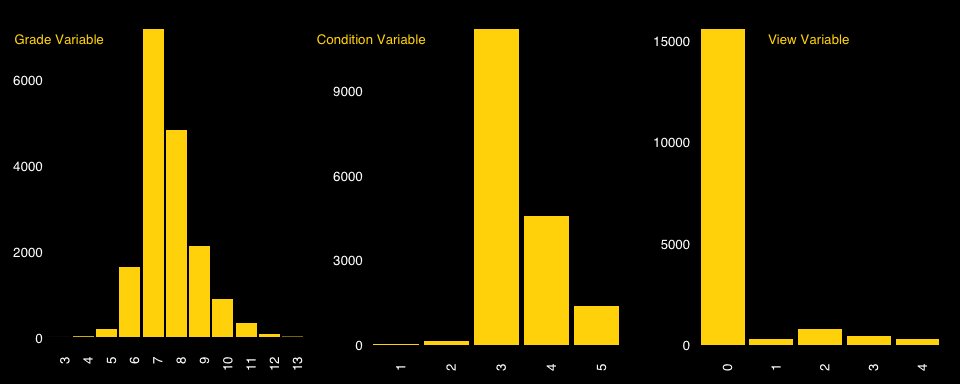 Grade Variable
6000
4000
2000
0
3 4 5 6 7 8 9 10 11 12 13
Condition Variable
9000
6000
3000
0
1 2 3 4 5
View Variable
15000
10000
5000
0
0 1 2 3 4